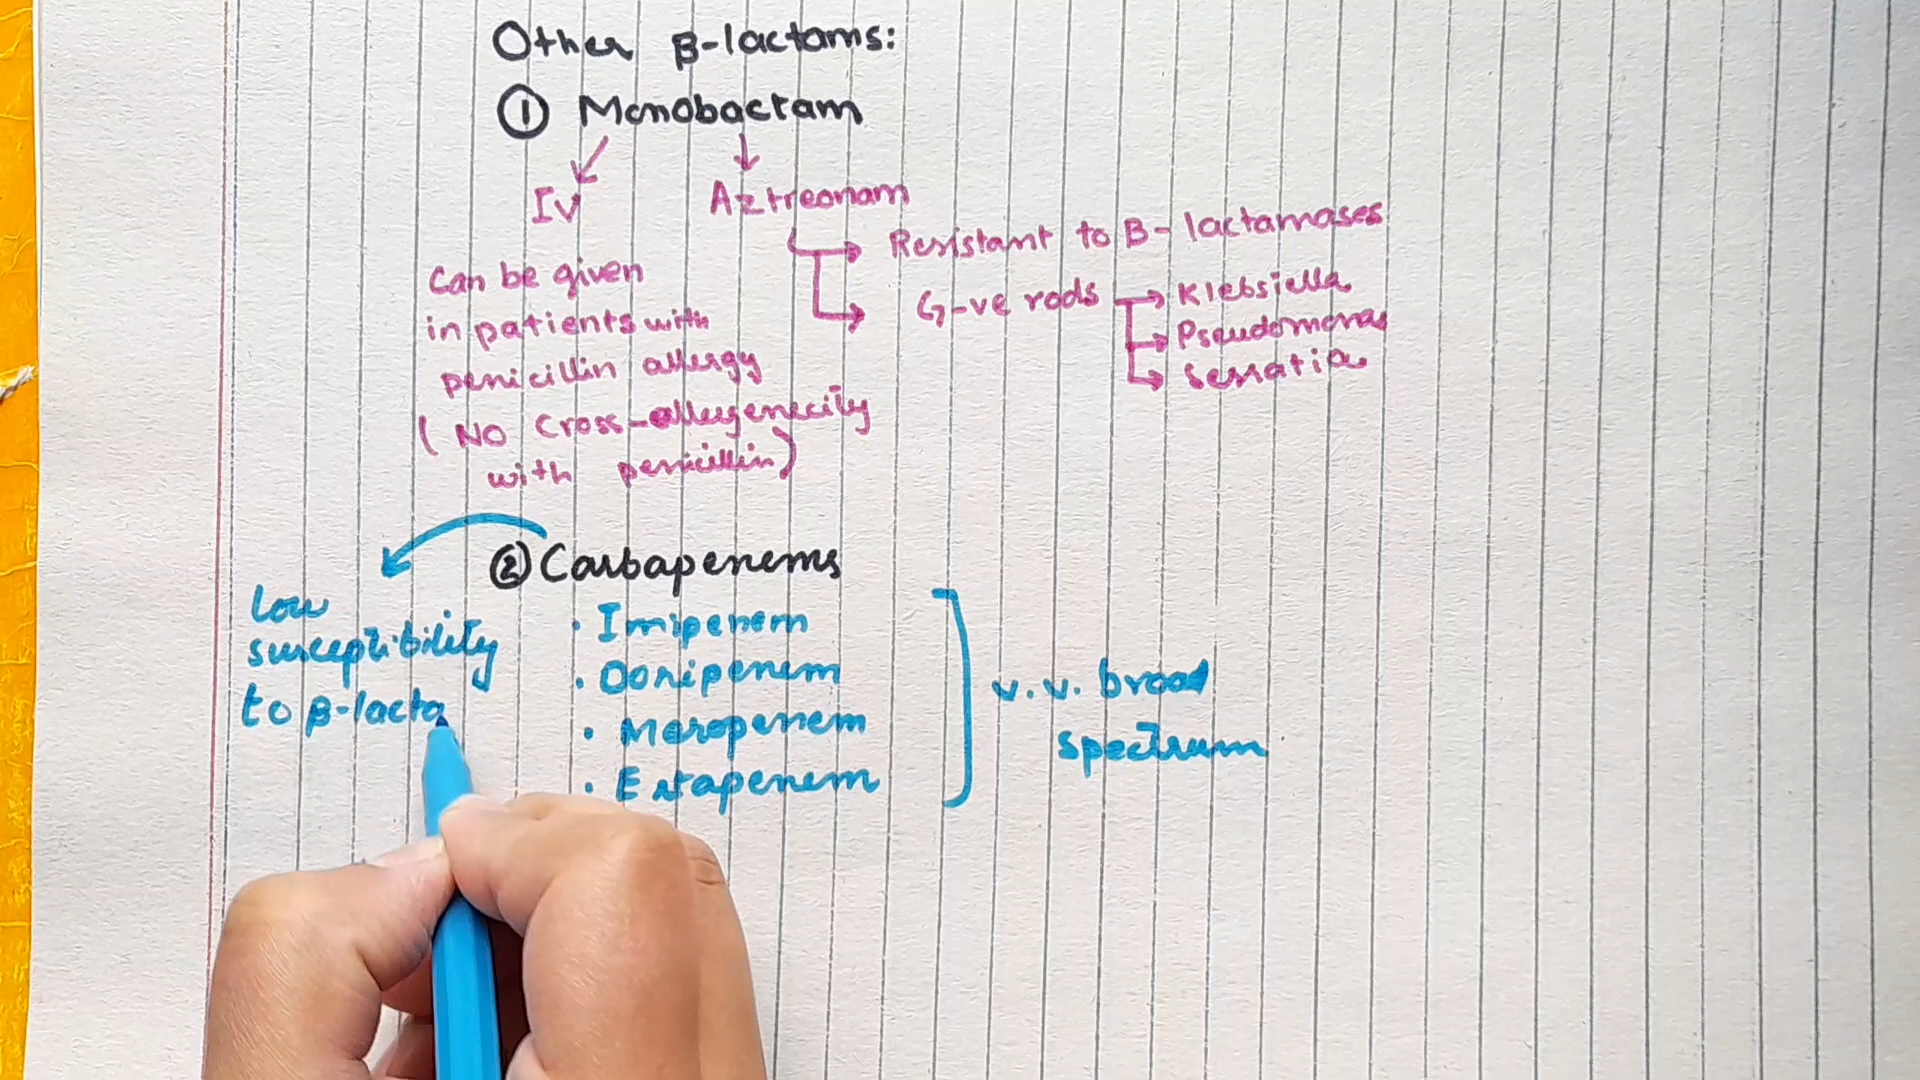 Other β-lactams:
① Monobactam
IV
Aztreonam
Resistant to β-lactamases
G-ve rods
Klebsiella
Pseudomonas
Serratia
Can be given
in patients with
penicillin allergy
(NO cross-allergenecity
with penicillin)
② Carbapenems
low
susceptibility
to β-lacta
• Imipenem
• Doripenem
• Meropenem
• Ertapenem
v.v. broad
spectrum